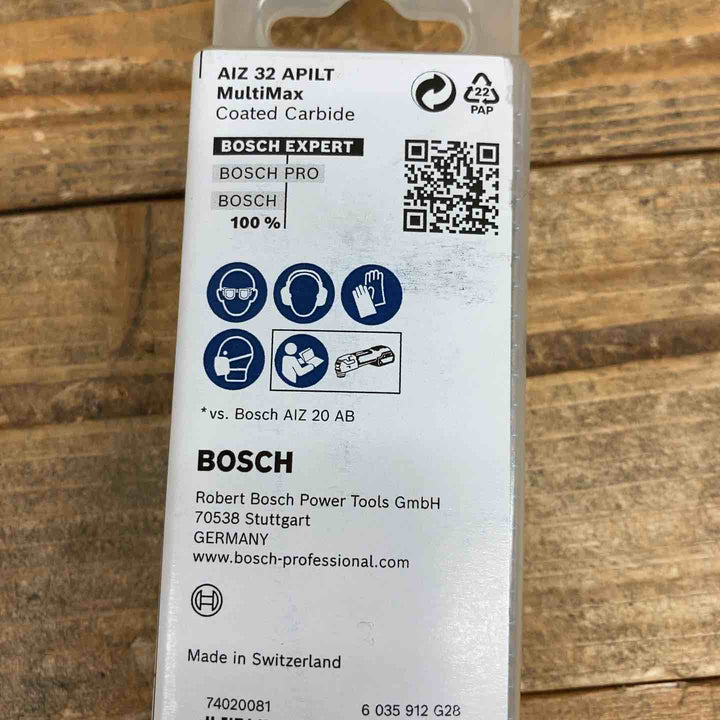 AIZ 32 APILT
MultiMax
Coated Carbide
22
PAP
BOSCH EXPERT
BOSCH PRO
BOSCH
100 %
*vs. Bosch AIZ 20 AB
BOSCH
Robert Bosch Power Tools GmbH
70538 Stuttgart
GERMANY
www.bosch-professional.com
Made in Switzerland
74020081
6 035 912 G28